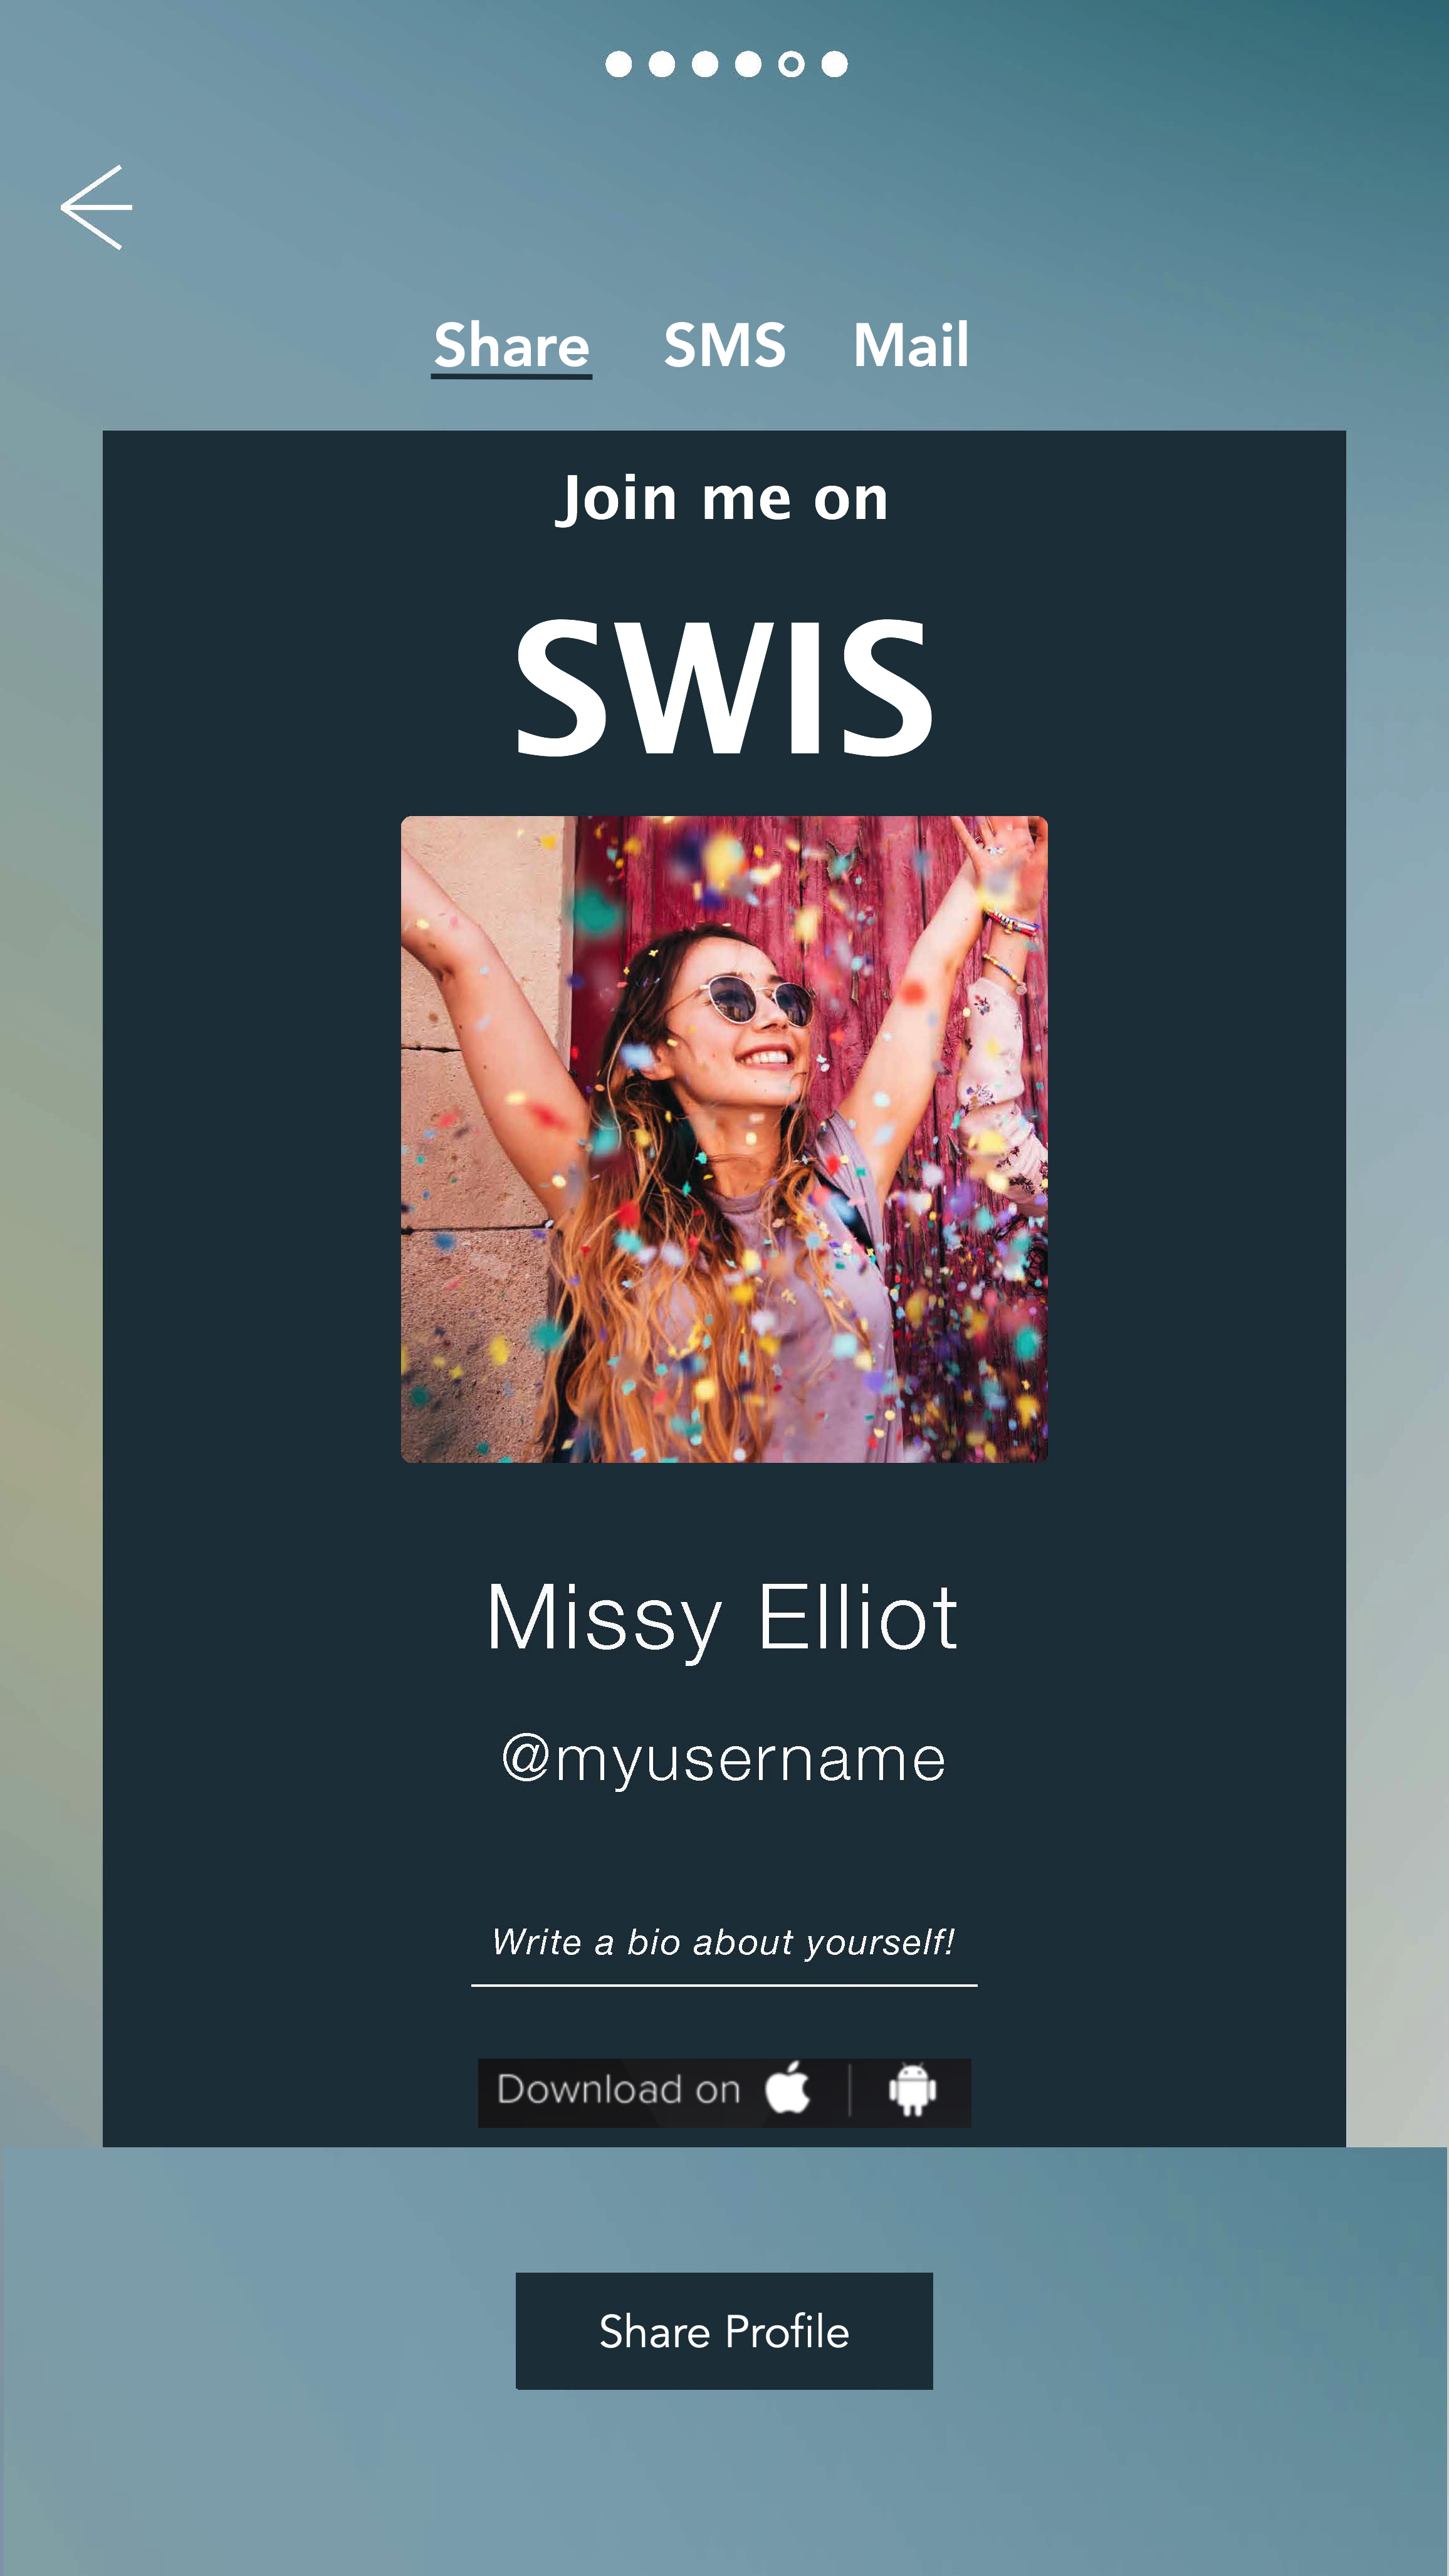 Share SMS Mail
Join me on
SWIS
Missy Elliot
@myusername
Write a bio about yourself!
Download on
Share Profile